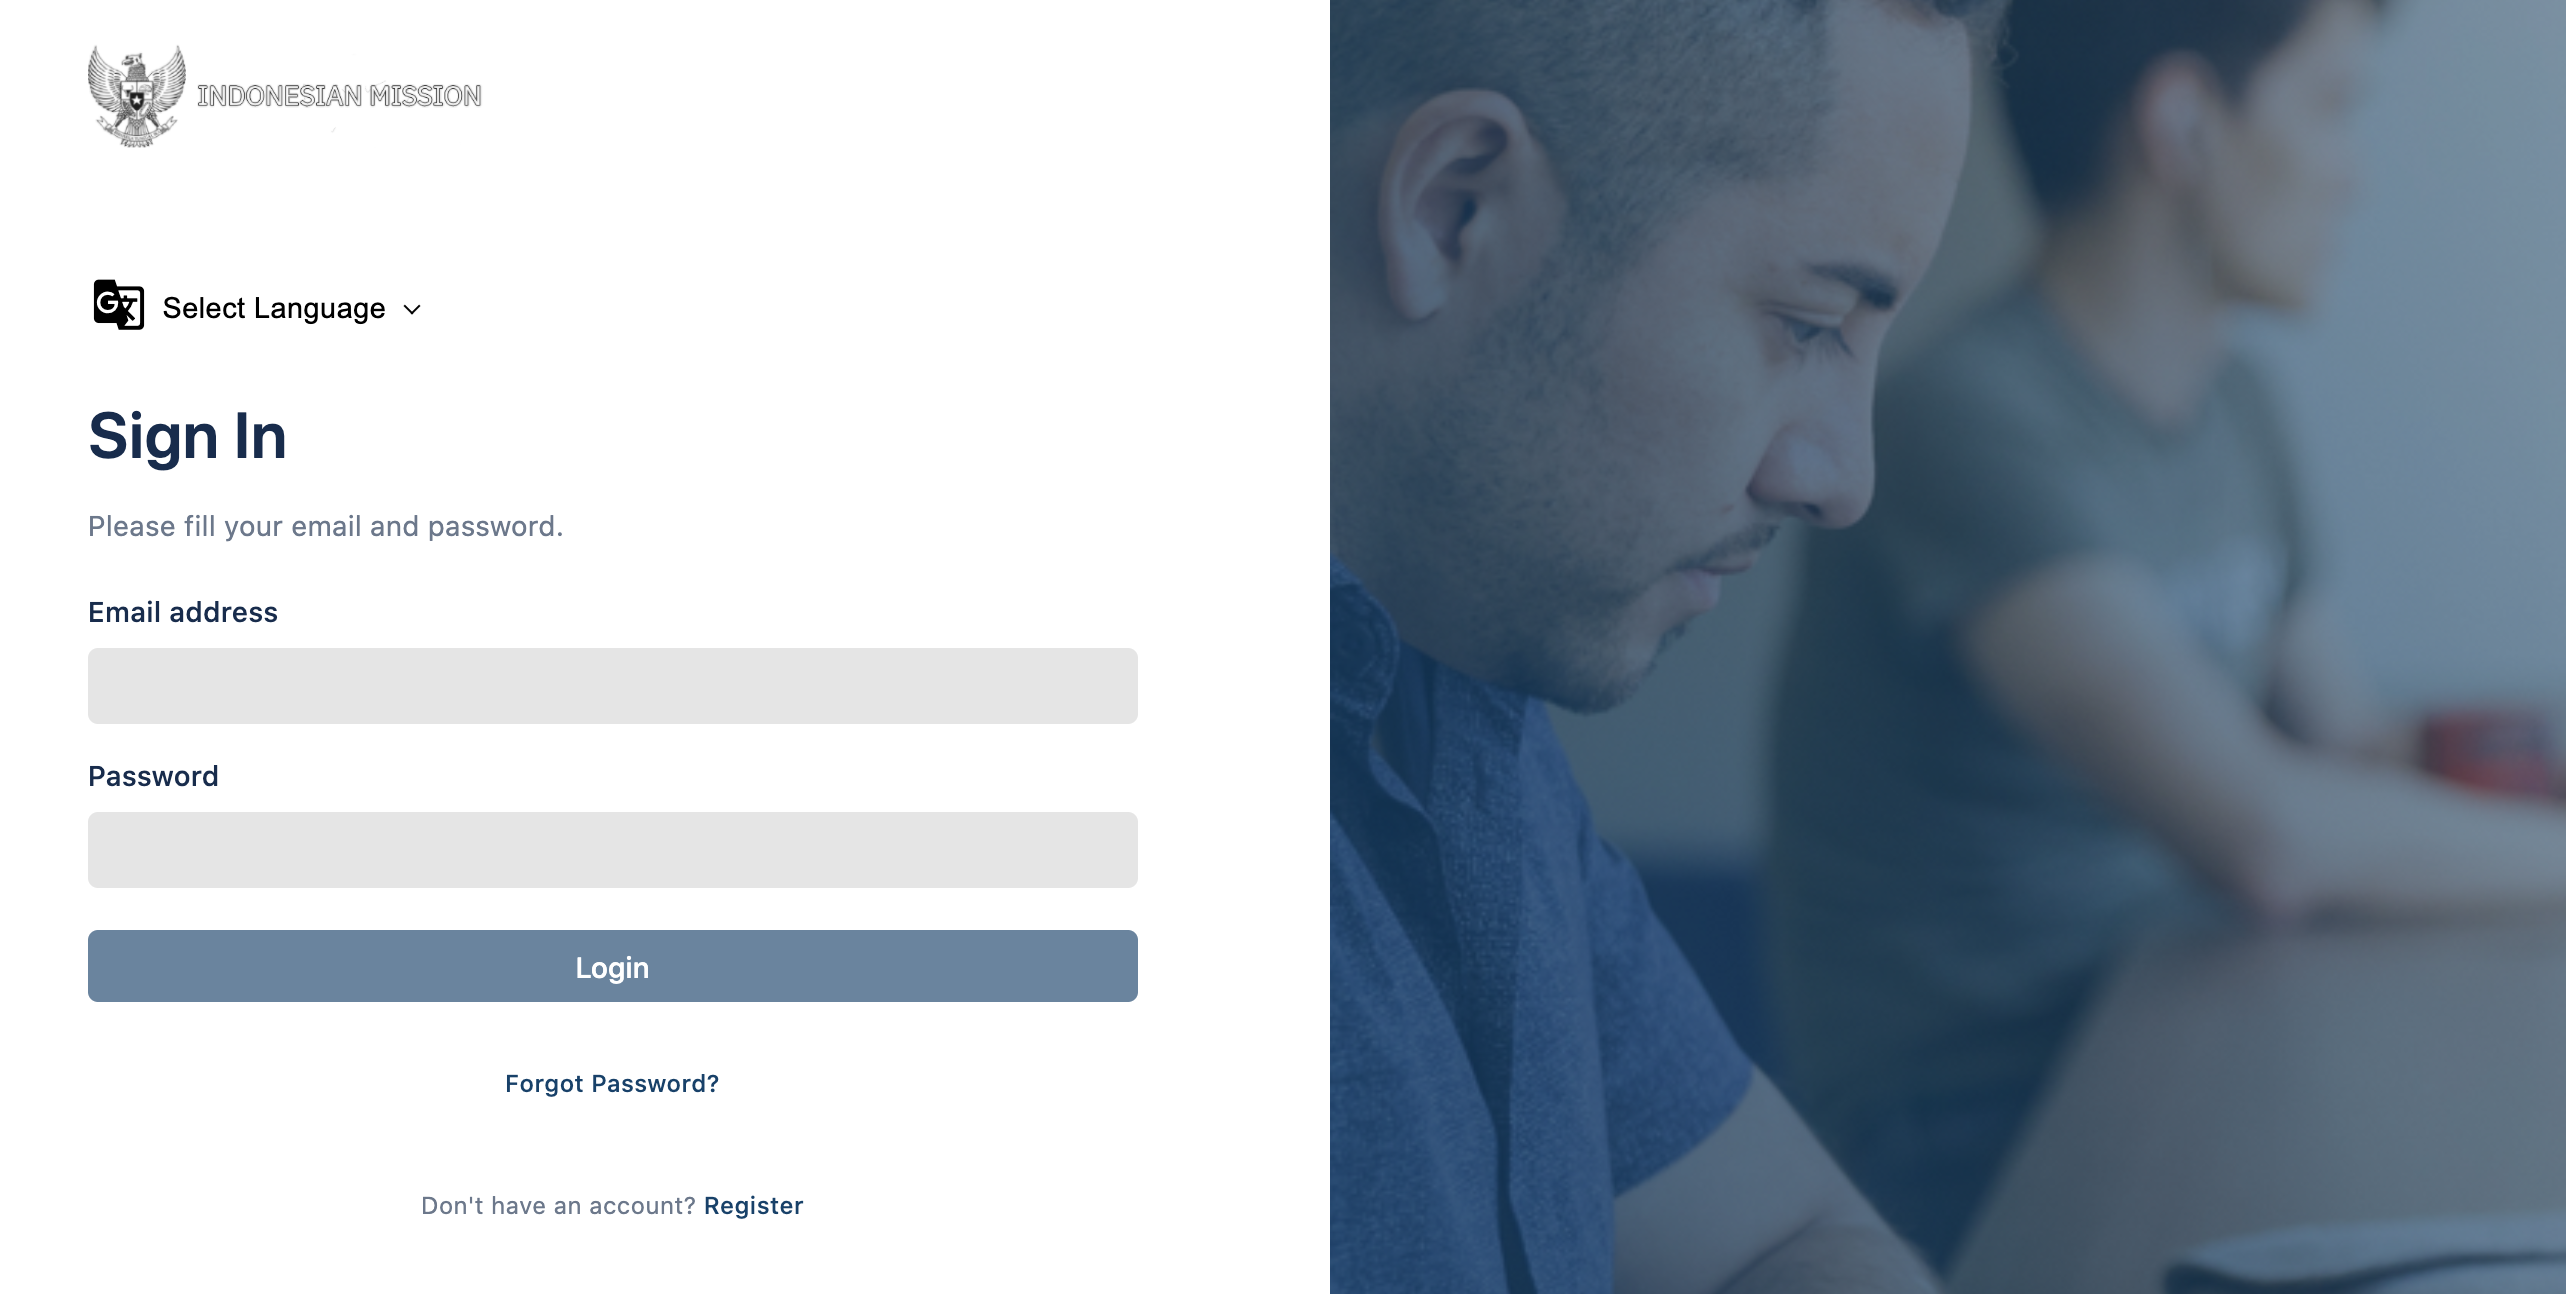 INDONESIAN MISSION
Select Language
Sign In
Please fill your email and password.
Email address
Password
Login
Forgot Password?
Don't have an account? Register